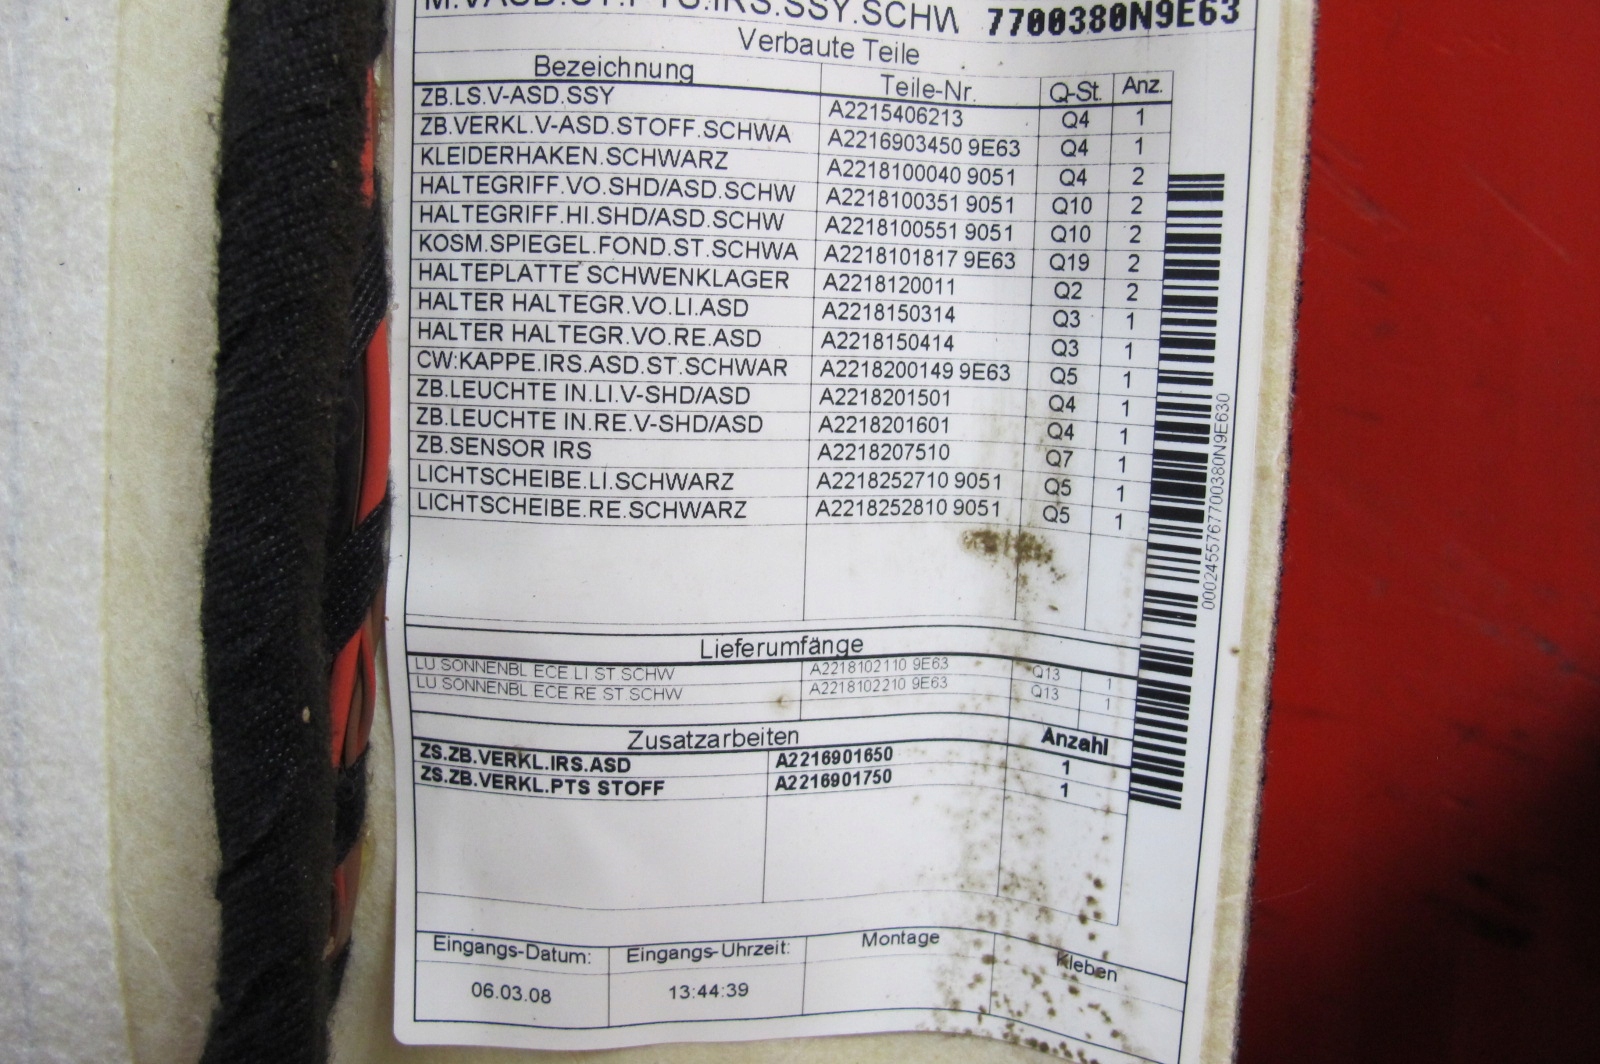 M.VASD.ST.PTS.IRS.SSY.SCHW 7700380N9E63
Verbaute Teile
Bezeichnung Teile-Nr. Q-St. Anz.
ZB.LS.V-ASD.SSY A2215406213 Q4 1
ZB.VERKL.V-ASD.STOFF.SCHWA A2216903450 9E63 Q4 1
KLEIDERHAKEN.SCHWARZ A2218100040 9051 Q4 2
HALTEGRIFF.VO.SHD/ASD.SCHW A2218100351 9051 Q10 2
HALTEGRIFF.HI.SHD/ASD.SCHW A2218100551 9051 Q10 2
KOSM.SPIEGEL.FOND.ST.SCHWA A2218101817 9E63 Q19 2
HALTEPLATTE SCHWENKLAGER A2218120011 Q2 2
HALTER HALTEGR.VO.LI.ASD A2218150314 Q3 1
HALTER HALTEGR.VO.RE.ASD A2218150414 Q3 1
CW:KAPPE.IRS.ASD.ST.SCHWAR A2218200149 9E63 Q5 1
ZB.LEUCHTE IN.LI.V-SHD/ASD A2218201501 Q4 1
ZB.LEUCHTE IN.RE.V-SHD/ASD A2218201601 Q4 1
ZB.SENSOR IRS A2218207510 Q7 1
LICHTSCHEIBE.LI.SCHWARZ A2218252710 9051 Q5 1
LICHTSCHEIBE.RE.SCHWARZ A2218252810 9051 Q5 1
Lieferumfänge
LU SONNENBL ECE LI ST SCHW A2218102110 9E63 Q13 1
LU SONNENBL ECE RE ST SCHW A2218102210 9E63 Q13 1
Zusatzarbeiten Anzahl
ZS.ZB.VERKL.IRS.ASD A2216901650 1
ZS.ZB.VERKL.PTS STOFF A2216901750 1
Eingangs-Datum: Eingangs-Uhrzeit: Montage Kleben
06.03.08 13:44:39
0002455767700380N9E630